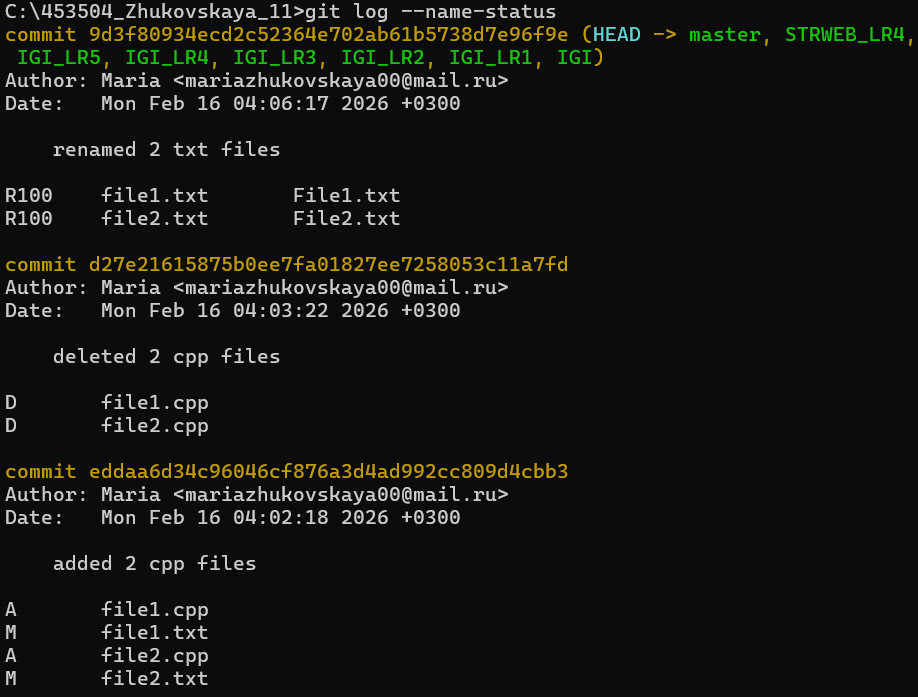 C:\453504_Zhukovskaya_11>git log --name-status
commit 9d3f80934ecd2c52364e702ab61b5738d7e96f9e (HEAD -> master, STRWEB_LR4,
 IGI_LR5, IGI_LR4, IGI_LR3, IGI_LR2, IGI_LR1, IGI)
Author: Maria <mariazhukovskaya00@mail.ru>
Date:   Mon Feb 16 04:06:17 2026 +0300

    renamed 2 txt files

R100    file1.txt       File1.txt
R100    file2.txt       File2.txt

commit d27e21615875b0ee7fa01827ee7258053c11a7fd
Author: Maria <mariazhukovskaya00@mail.ru>
Date:   Mon Feb 16 04:03:22 2026 +0300

    deleted 2 cpp files

D       file1.cpp
D       file2.cpp

commit eddaa6d34c96046cf876a3d4ad992cc809d4cbb3
Author: Maria <mariazhukovskaya00@mail.ru>
Date:   Mon Feb 16 04:02:18 2026 +0300

    added 2 cpp files

A       file1.cpp
M       file1.txt
A       file2.cpp
M       file2.txt